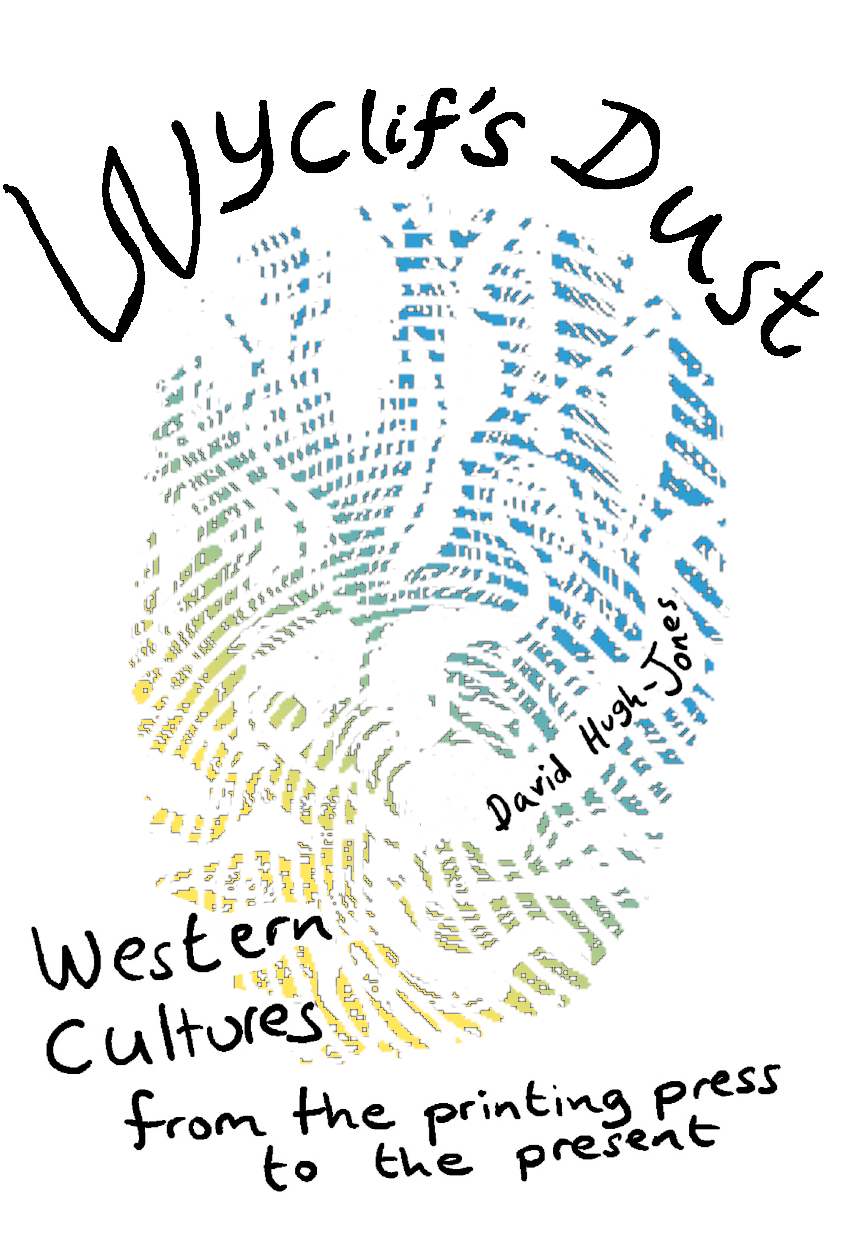 Wyclif's Dust
David Hugh-Jones
Western
Cultures
from the printing press
to the present